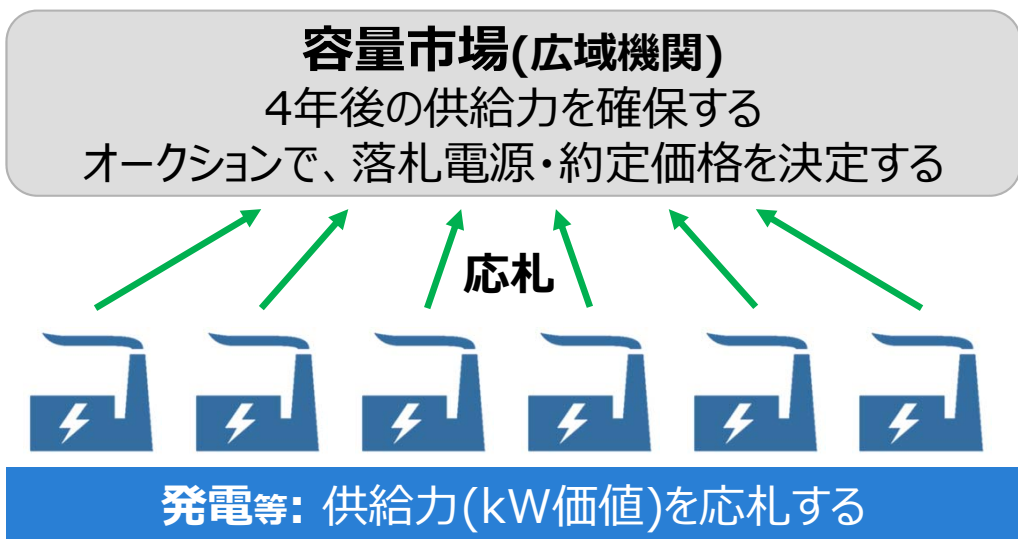 容量市場(広域機関)
4年後の供給力を確保する
オークションで、落札電源・約定価格を決定する
応札
発電等: 供給力(kW価値)を応札する